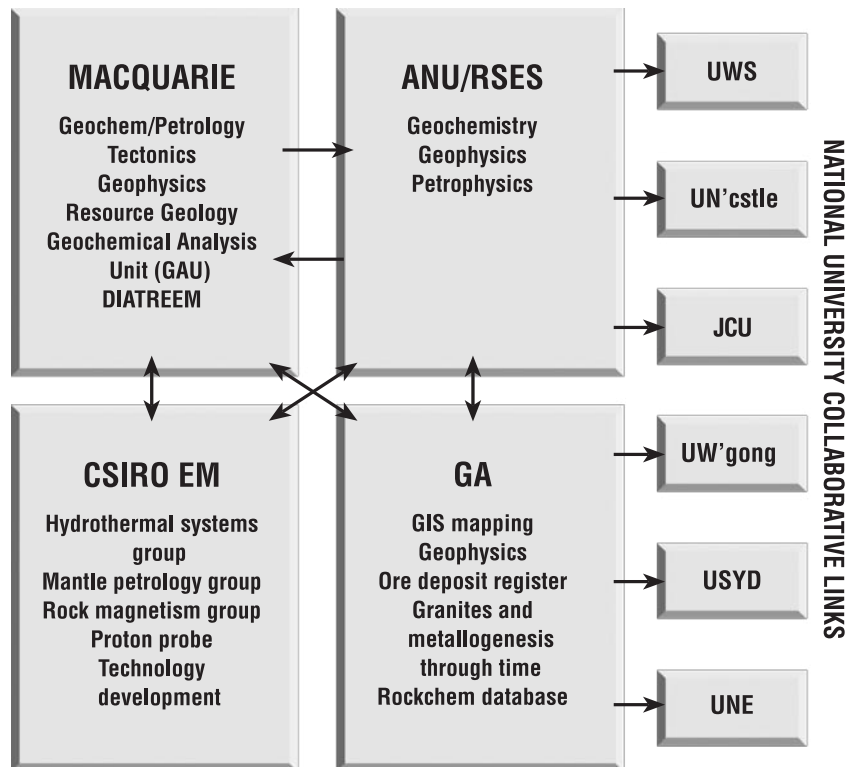 MACQUARIE
Geochem/Petrology
Tectonics
Geophysics
Resource Geology
Geochemical Analysis
Unit (GAU)
DIATREEM
ANU/RSES
Geochemistry
Geophysics
Petrophysics
CSIRO EM
Hydrothermal systems
group
Mantle petrology group
Rock magnetism group
Proton probe
Technology
development
GA
GIS mapping
Geophysics
Ore deposit register
Granites and
metallogenesis
through time
Rockchem database
UWS
UN'cstle
JCU
UW'gong
USYD
UNE
NATIONAL UNIVERSITY COLLABORATIVE LINKS